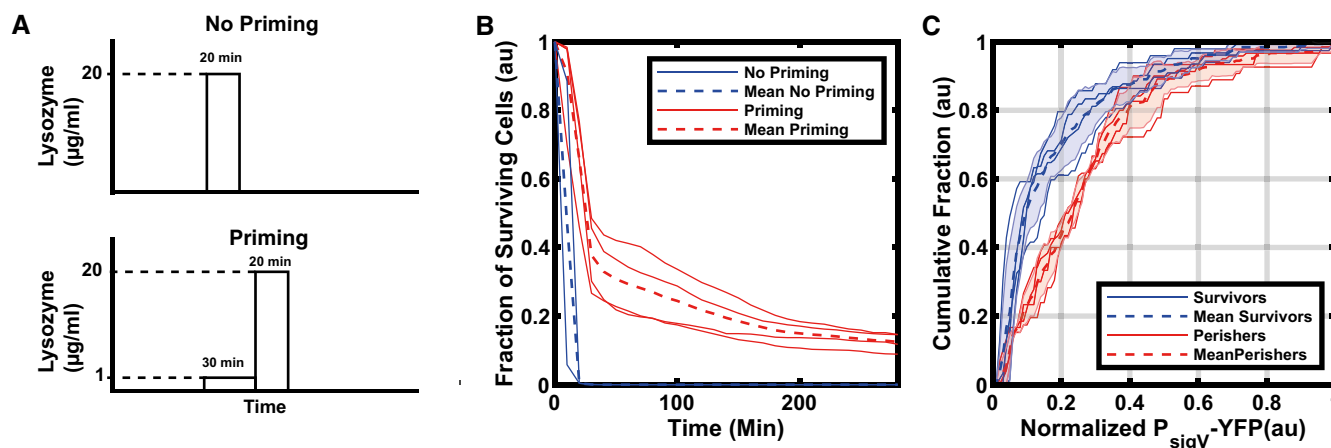 A
No Priming
20 min
20
Lysozyme
(µg/ml)
Priming
20 min
20
Lysozyme
(µg/ml)
30 min
1
Time
B
Fraction of Surviving Cells (au)
1
0.8
0.6
0.4
0.2
0
0
100
200
Time (Min)
No Priming
Mean No Priming
Priming
Mean Priming
C
Cumulative Fraction (au)
1
0.8
0.6
0.4
0.2
0
0
0.2
0.4
0.6
0.8
Normalized PsigV-YFP(au)
Survivors
Mean Survivors
Perishers
MeanPerishers